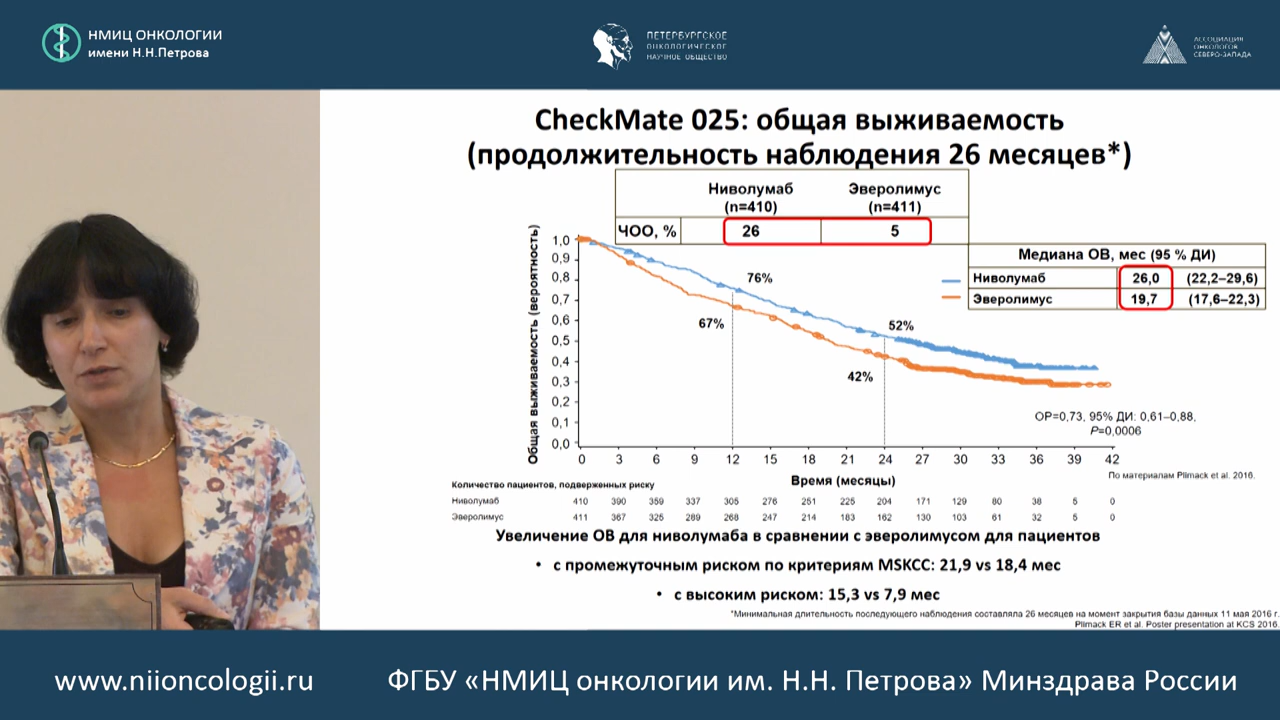 НМИЦ ОНКОЛОГИИ
имени Н.Н.Петрова
ПЕТЕРБУРГСКОЕ
ОНКОЛОГИЧЕСКОЕ
НАУЧНОЕ ОБЩЕСТВО
АССОЦИАЦИЯ
ОНКОЛОГОВ
СЕВЕРО-ЗАПАДА
CheckMate 025: общая выживаемость
(продолжительность наблюдения 26 месяцев*)
Ниволумаб Эверолимус
(n=410) (n=411)
ЧОО, % 26 5
Медиана ОВ, мес (95 % ДИ)
Ниволумаб 26,0 (22,2–29,6)
Эверолимус 19,7 (17,6–22,3)
Общая выживаемость (вероятность)
1,0
0,9
0,8
0,7
0,6
0,5
0,4
0,3
0,2
0,1
0,0
76%
67%
52%
42%
ОР=0,73, 95% ДИ: 0,61–0,88,
P=0,0006
0 3 6 9 12 15 18 21 24 27 30 33 36 39 42
Время (месяцы)
По материалам Plimack et al. 2016.
Количество пациентов, подверженных риску
Ниволумаб 410 390 359 337 305 276 251 225 204 171 129 80 38 5 0
Эверолимус 411 367 325 289 268 247 214 183 162 130 103 61 32 5 0
Увеличение ОВ для ниволумаба в сравнении с эверолимусом для пациентов
• с промежуточным риском по критериям MSKCC: 21,9 vs 18,4 мес
• с высоким риском: 15,3 vs 7,9 мес
*Минимальная длительность последующего наблюдения составляла 26 месяцев на момент закрытия базы данных 11 мая 2016 г.
Plimack ER et al. Poster presentation at KCS 2016.
www.niioncologii.ru
ФГБУ «НМИЦ онкологии им. Н.Н. Петрова» Минздрава России